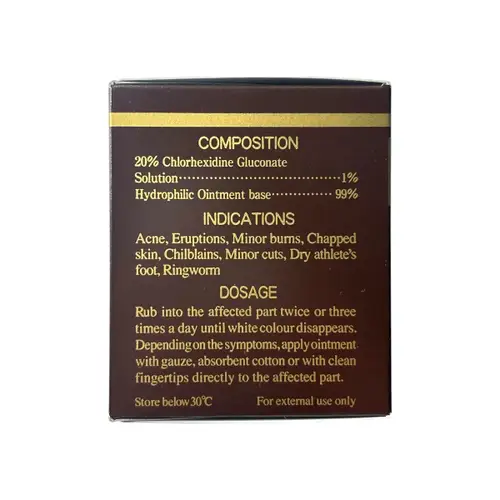 COMPOSITION
20% Chlorhexidine Gluconate
Solution····································1%
Hydrophilic Ointment base·············99%
INDICATIONS
Acne, Eruptions, Minor burns, Chapped
skin, Chilblains, Minor cuts, Dry athlete's
foot, Ringworm
DOSAGE
Rub into the affected part twice or three
times a day until white colour disappears.
Depending on the symptoms, apply ointment
with gauze, absorbent cotton or with clean
fingertips directly to the affected part.
Store below 30℃ For external use only